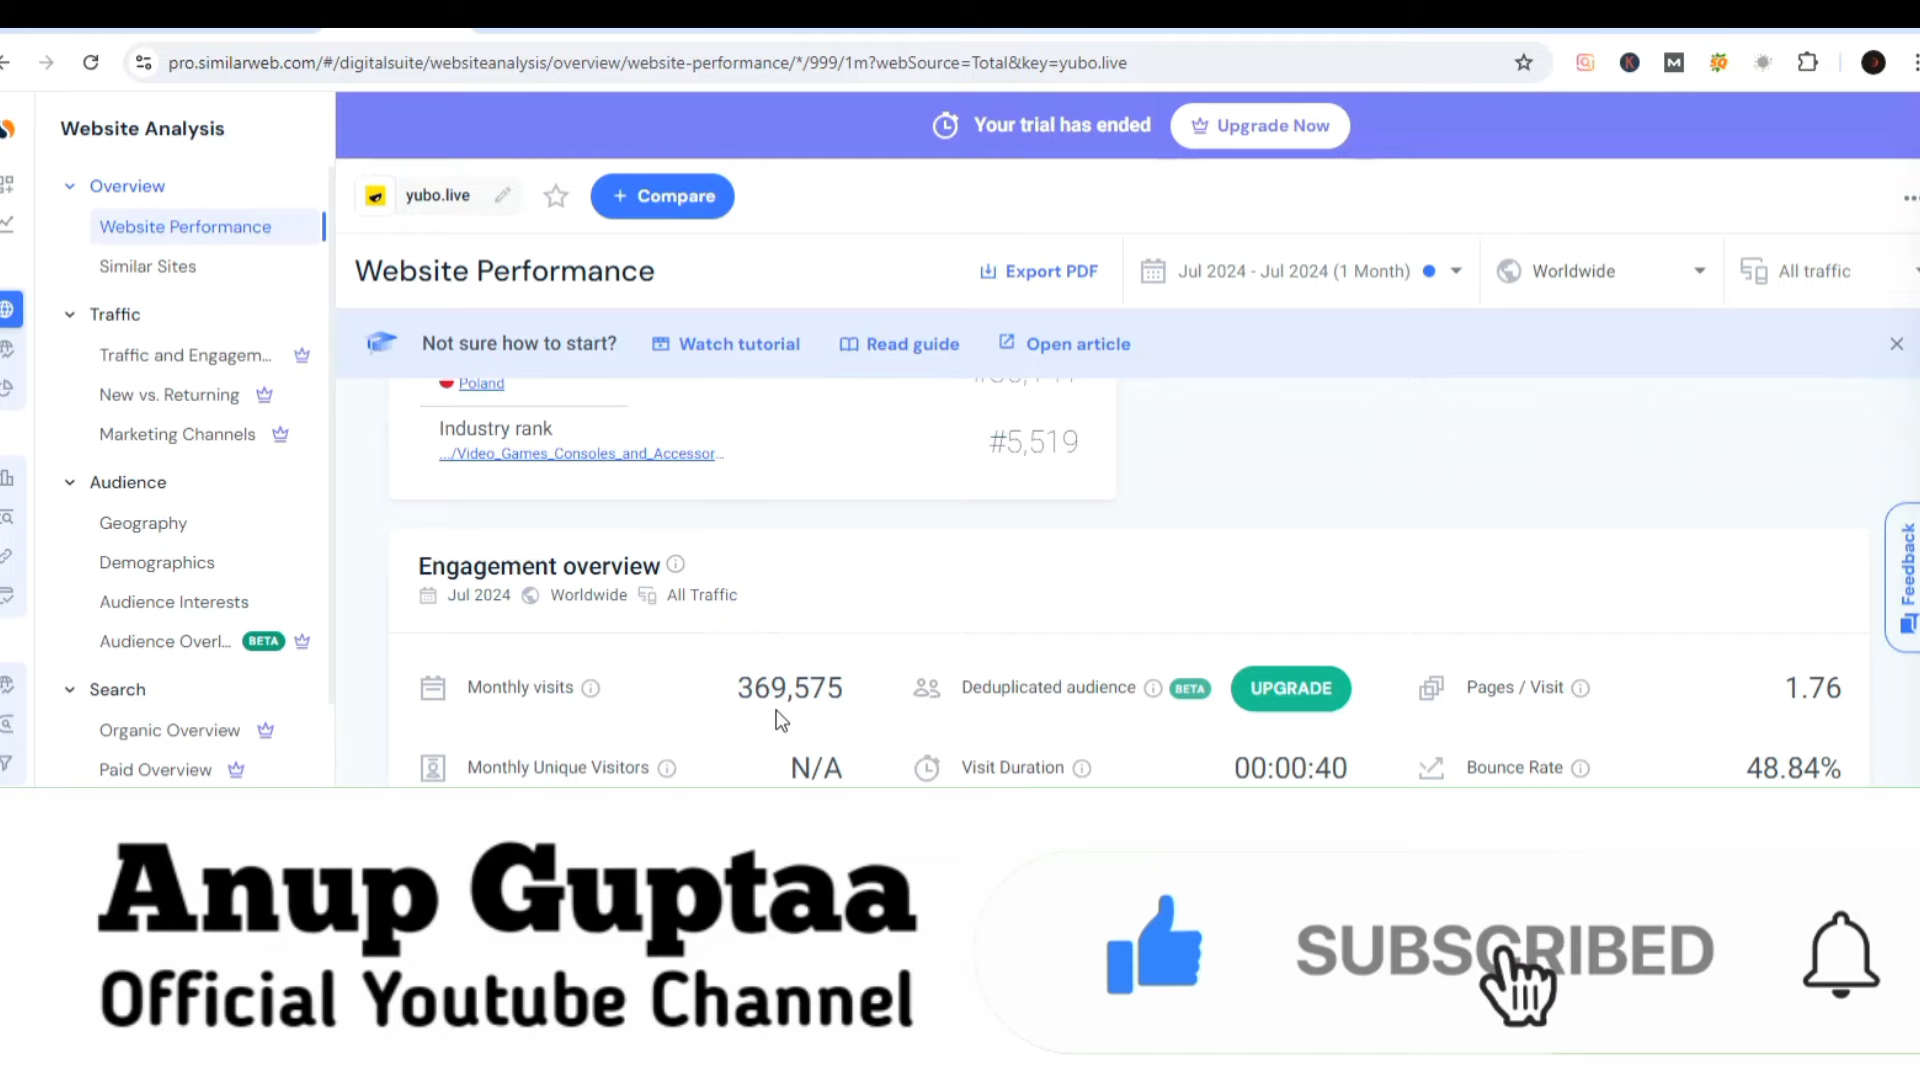 pro.similarweb.com/#/digitalsuite/websiteanalysis/overview/website-performance/*/999/1m?webSource=Total&key=yubo.live
Website Analysis
Your trial has ended
Upgrade Now
Overview
Website Performance
Similar Sites
Traffic
Traffic and Engagem...
New vs. Returning
Marketing Channels
Audience
Geography
Demographics
Audience Interests
Audience Overl... BETA
Search
Organic Overview
Paid Overview
yubo.live
+ Compare
Website Performance
Export PDF
Jul 2024 - Jul 2024 (1 Month)
Worldwide
All traffic
Not sure how to start?
Watch tutorial
Read guide
Open article
Poland
Industry rank
.../Video_Games_Consoles_and_Accessor...
#5,519
Feedback
Engagement overview
Jul 2024 Worldwide All Traffic
Monthly visits 369,575
Deduplicated audience BETA UPGRADE
Pages / Visit 1.76
Monthly Unique Visitors N/A
Visit Duration 00:00:40
Bounce Rate 48.84%
Anup Guptaa
Official Youtube Channel
SUBSCRIBED